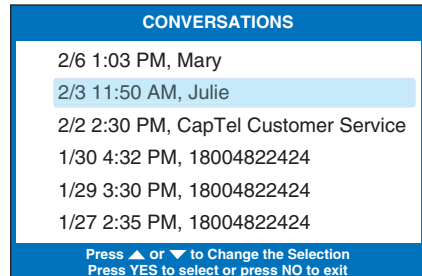 CONVERSATIONS
2/6 1:03 PM, Mary
2/3 11:50 AM, Julie
2/2 2:30 PM, CapTel Customer Service
1/30 4:32 PM, 18004822424
1/29 3:30 PM, 18004822424
1/27 2:35 PM, 18004822424
Press ▲ or ▼ to Change the Selection
Press YES to select or press NO to exit